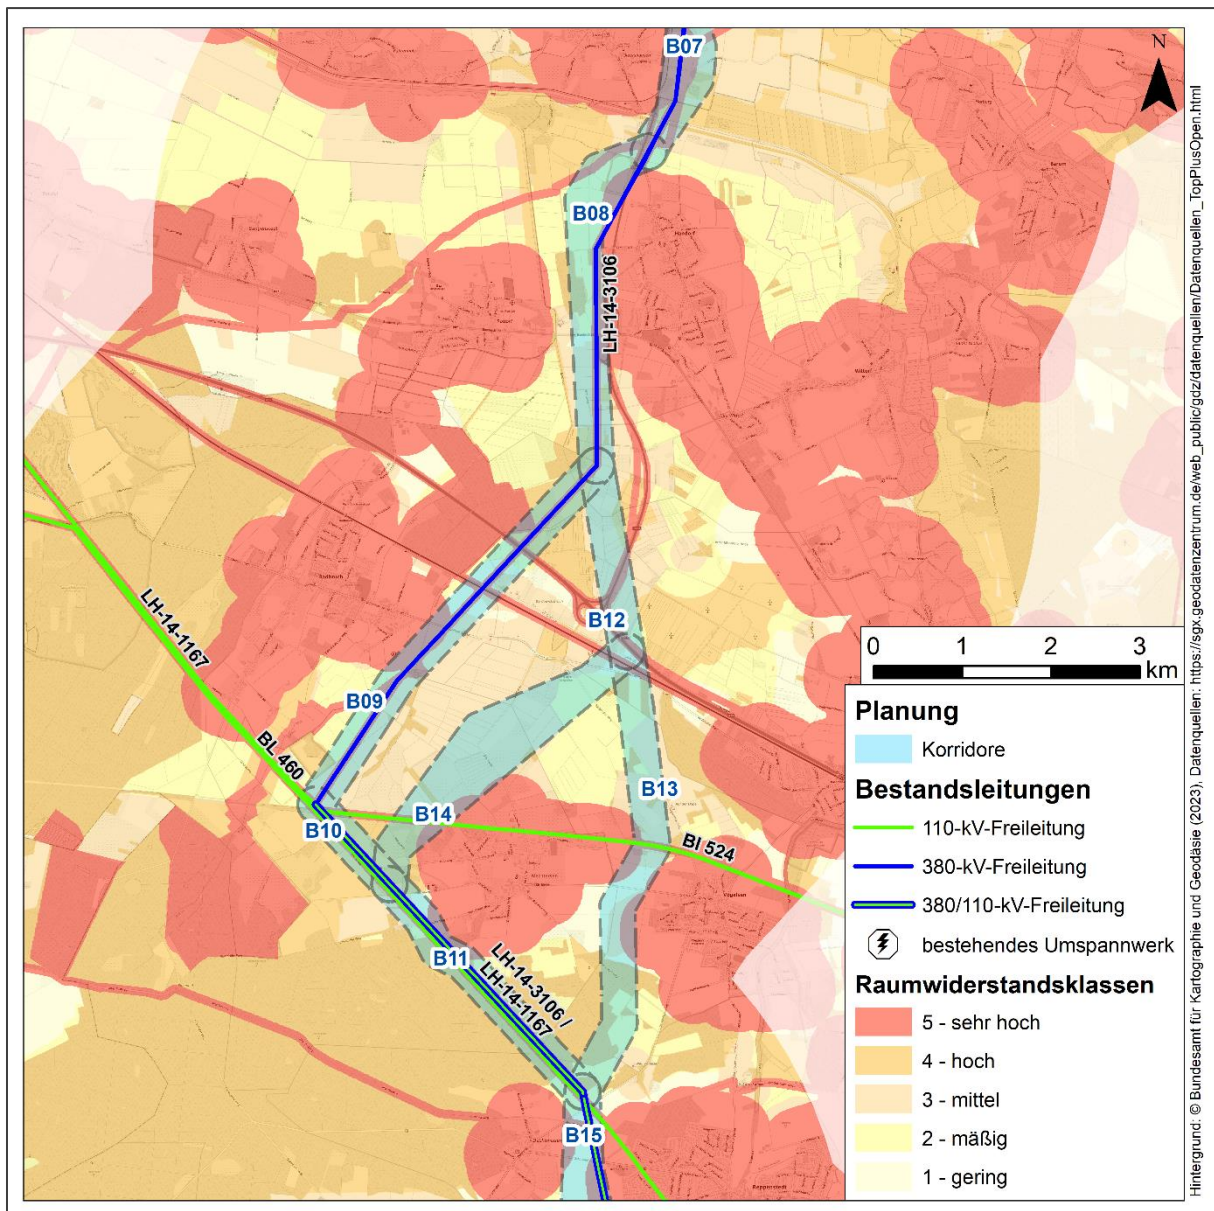 B07
N
B08
LH-14-3106
B12
LH-14-1167
B09
BL 460
B13
B10
B14
BI 524
B11
LH-14-3106 /
LH-14-1167
B15
0 1 2 3
km
Planung
Korridore
Bestandsleitungen
110-kV-Freileitung
380-kV-Freileitung
380/110-kV-Freileitung
bestehendes Umspannwerk
Raumwiderstandsklassen
5 - sehr hoch
4 - hoch
3 - mittel
2 - mäßig
1 - gering
Hintergrund: © Bundesamt für Kartographie und Geodäsie (2023), Datenquellen: https://sgx.geodatenzentrum.de/web_public/gdz/datenquellen/Datenquellen_TopPlusOpen.html